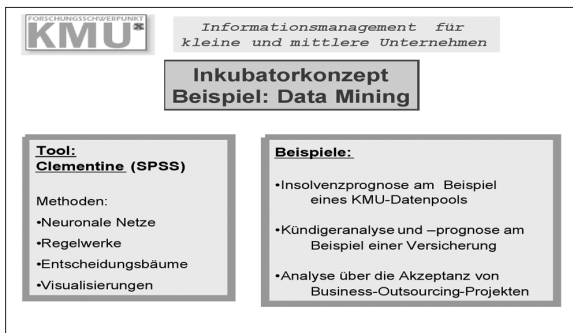 FORSCHUNGSSCHWERPUNKT
KMU*
Informationsmanagement für
kleine und mittlere Unternehmen
Inkubatorkonzept
Beispiel: Data Mining
Tool:
Clementine (SPSS)
Methoden:
•Neuronale Netze
•Regelwerke
•Entscheidungsbäume
•Visualisierungen
Beispiele:
•Insolvenzprognose am Beispiel
eines KMU-Datenpools
•Kündigeranalyse und –prognose am
Beispiel einer Versicherung
•Analyse über die Akzeptanz von
Business-Outsourcing-Projekten